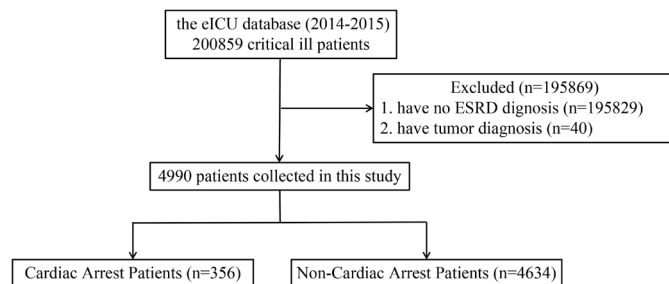 the eICU database (2014-2015)
200859 critical ill patients
Excluded (n=195869)
1. have no ESRD dignosis (n=195829)
2. have tumor diagnosis (n=40)
4990 patients collected in this study
Cardiac Arrest Patients (n=356)
Non-Cardiac Arrest Patients (n=4634)